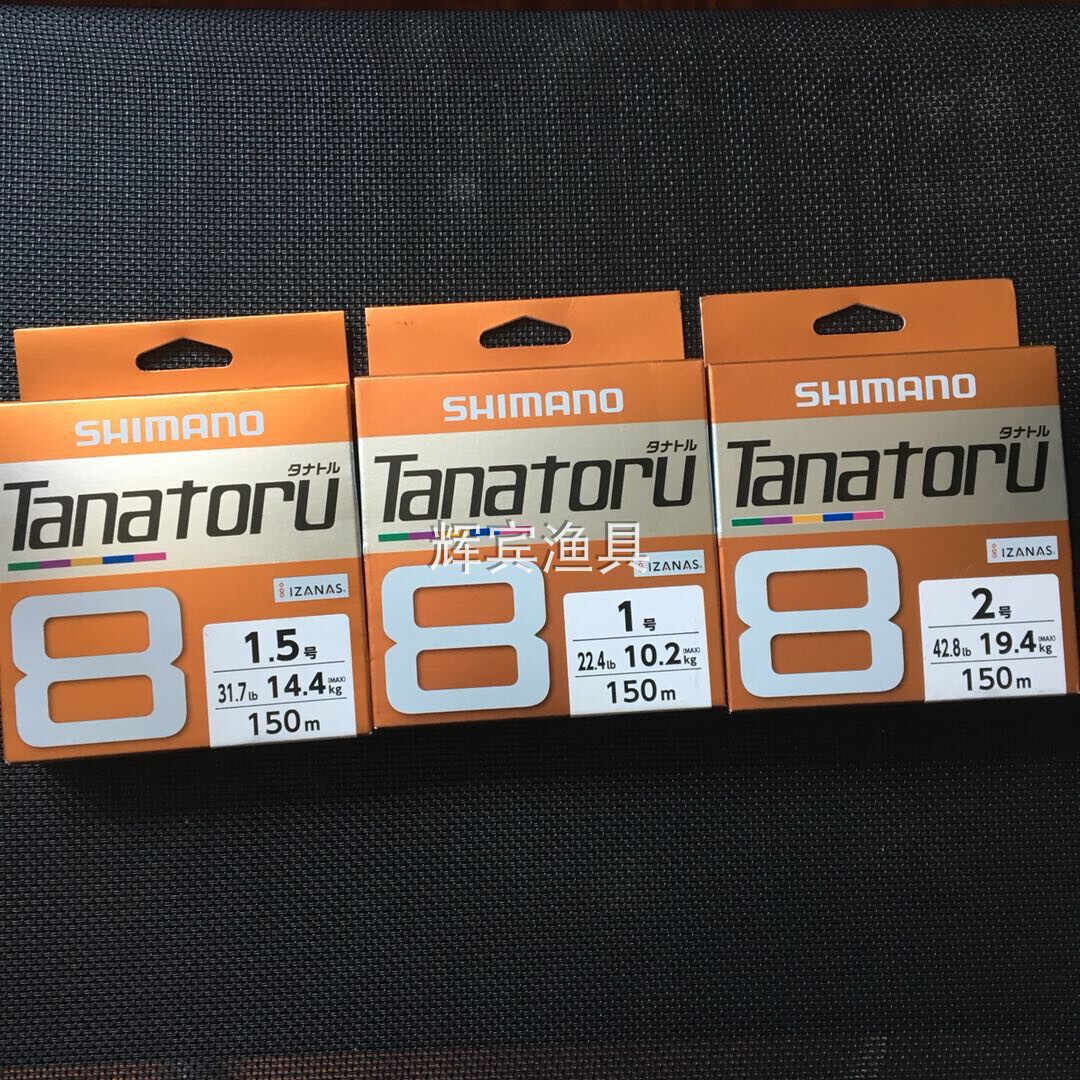 SHIMANO
タナトル
Tanatoru
8
IZANAS
1.5号
31.7lb 14.4kg (MAX)
150m
SHIMANO
タナトル
Tanatoru
8
IZANAS
1号
22.4lb 10.2kg (MAX)
150m
SHIMANO
タナトル
Tanatoru
8
IZANAS
2号
42.8lb 19.4kg (MAX)
150m
辉宾渔具